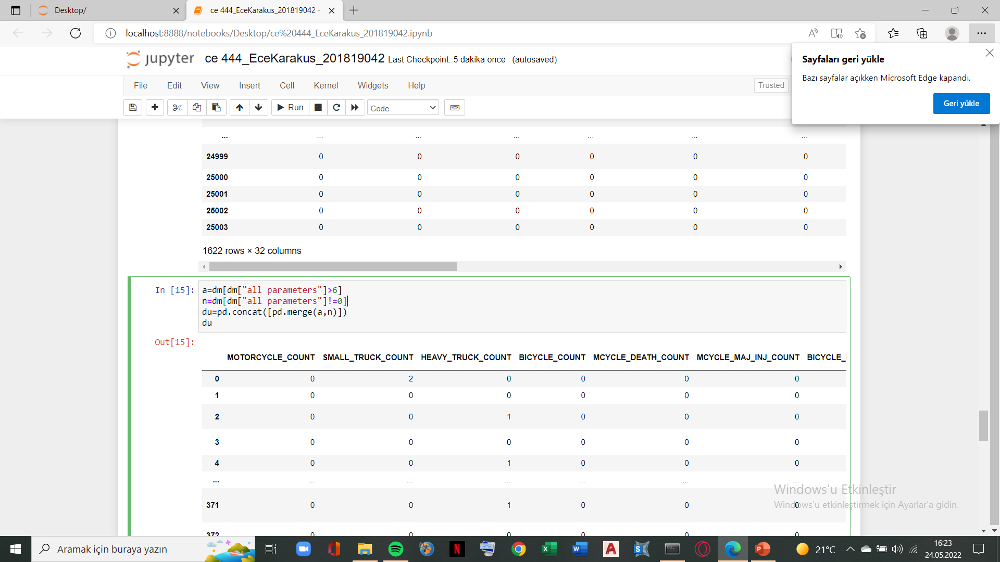 Desktop/
ce 444_EceKarakus_201819042 -
localhost:8888/notebooks/Desktop/ce%20444_EceKarakus_201819042.ipynb
Sayfaları geri yükle
Bazı sayfalar açıkken Microsoft Edge kapandı.
Geri yükle
jupyter ce 444_EceKarakus_201819042 Last Checkpoint: 5 dakika önce (autosaved)
File Edit View Insert Cell Kernel Widgets Help
Trusted
Run Code
... ... ... ... ... ... ...
24999 0 0 0 0 0 0
25000 0 0 0 0 0 0
25001 0 0 0 0 0 0
25002 0 0 0 0 0 0
25003 0 0 0 0 0 0
1622 rows × 32 columns
In [15]: a=dm[dm["all parameters"]>6]
n=dm[dm["all parameters"]!=0]
du=pd.concat([pd.merge(a,n)])
du
Out[15]:
MOTORCYCLE_COUNT SMALL_TRUCK_COUNT HEAVY_TRUCK_COUNT BICYCLE_COUNT MCYCLE_DEATH_COUNT MCYCLE_MAJ_INJ_COUNT BICYCLE_
0 0 2 0 0 0 0
1 0 0 0 0 0 0
2 0 0 1 0 0 0
3 0 0 0 0 0 0
4 0 0 1 0 0 0
... ... ... ... ... ... ...
371 0 0 1 0 0 0
372 0 0 0 0 0 0
Windows'u Etkinleştir
Windows'u etkinleştirmek için Ayarlar'a gidin.
Aramak için buraya yazın
21°C
16:23
24.05.2022